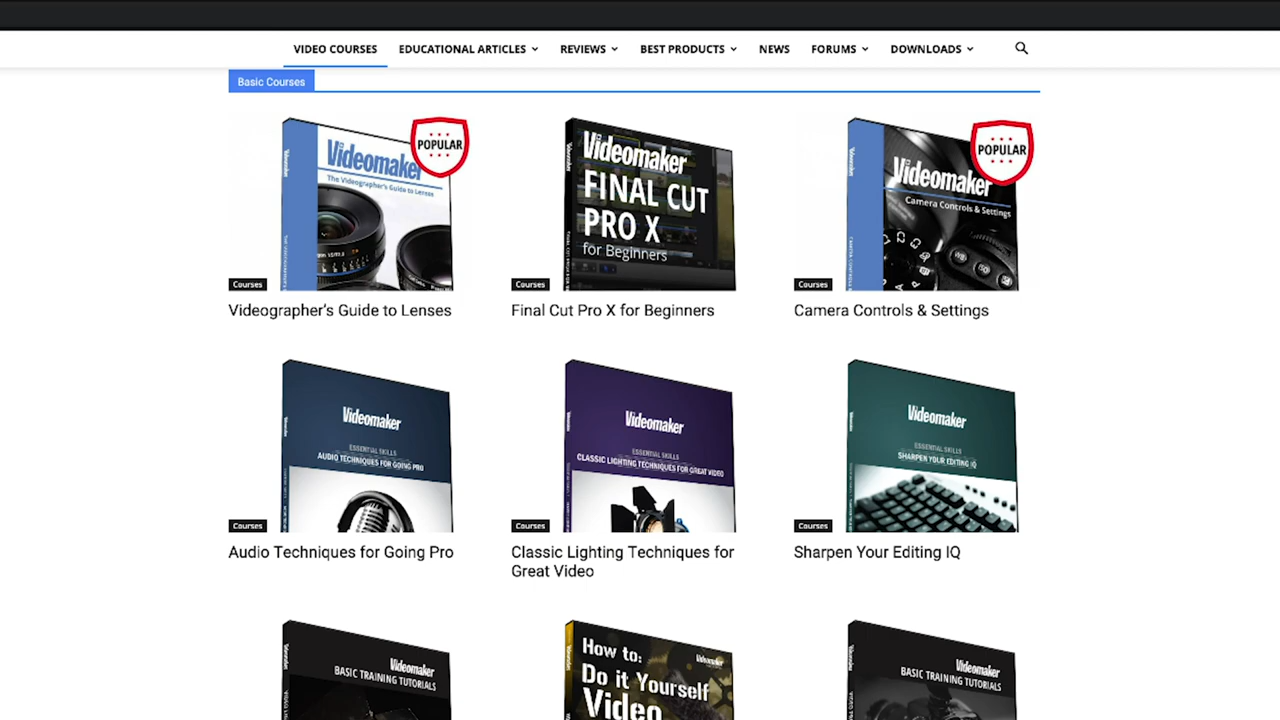 VIDEO COURSES EDUCATIONAL ARTICLES REVIEWS BEST PRODUCTS NEWS FORUMS DOWNLOADS
Basic Courses
POPULAR
Videomaker
The Videographer's Guide to Lenses
Courses
Videographer's Guide to Lenses
Videomaker
FINAL CUT
PRO X
for Beginners
Courses
Final Cut Pro X for Beginners
POPULAR
Videomaker
Camera Controls & Settings
WB
ISO
Courses
Camera Controls & Settings
Videomaker
ESSENTIAL SKILLS
AUDIO TECHNIQUES FOR GOING PRO
Courses
Audio Techniques for Going Pro
Videomaker
ESSENTIAL SKILLS
CLASSIC LIGHTING TECHNIQUES FOR GREAT VIDEO
Courses
Classic Lighting Techniques for
Great Video
Videomaker
ESSENTIAL SKILLS
SHARPEN YOUR EDITING IQ
Courses
Sharpen Your Editing IQ
Videomaker
BASIC TRAINING TUTORIALS
How to:
Videomaker
Do it Yourself
Video
Videomaker
BASIC TRAINING TUTORIALS